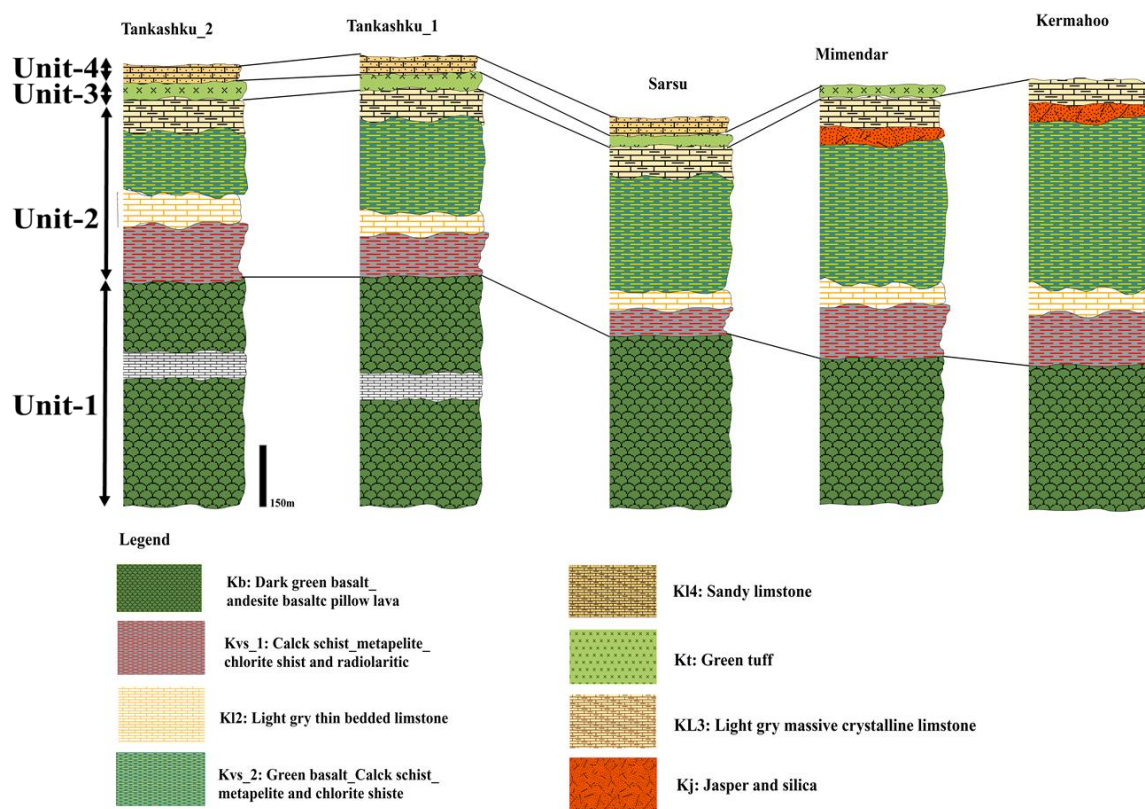 Tankashku_2
Tankashku_1
Sarsu
Mimendar
Kermahoo
Unit-4
Unit-3
Unit-2
Unit-1
150m
Legend
Kb: Dark green basalt_
andesite basaltc pillow lava
Kvs_1: Calck schist_metapelite_
chlorite shist and radiolaritic
Kl2: Light gry thin bedded limstone
Kvs_2: Green basalt_Calck schist_
metapelite and chlorite shiste
Kl4: Sandy limstone
Kt: Green tuff
KL3: Light gry massive crystalline limstone
Kj: Jasper and silica